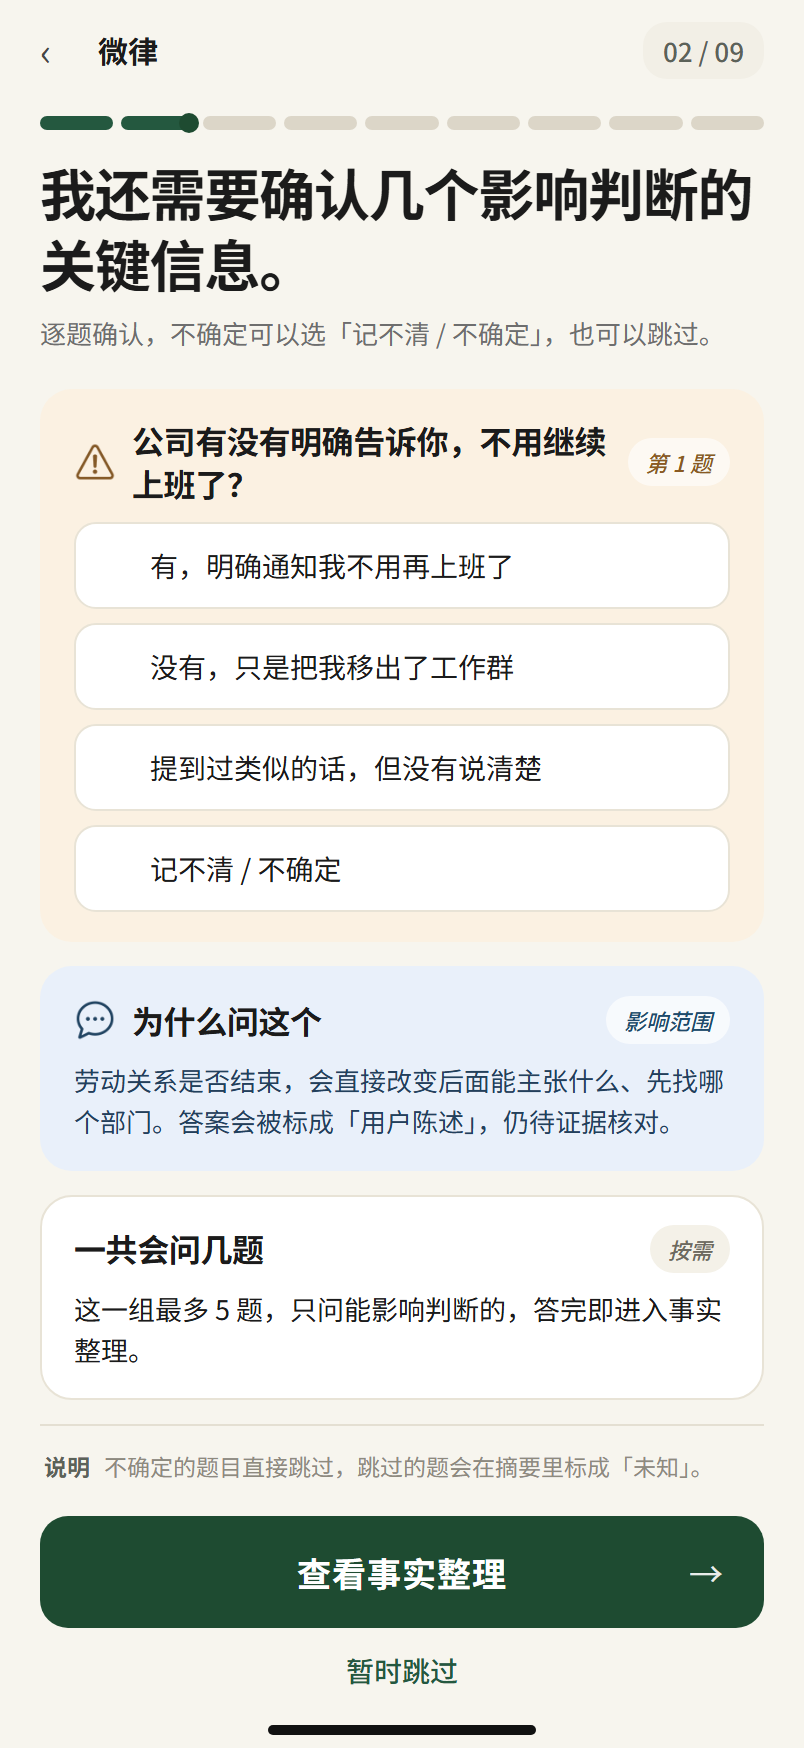 ‹ 微律 02 / 09
我还需要确认几个影响判断的
关键信息。
逐题确认，不确定可以选「记不清 / 不确定」，也可以跳过。
公司有没有明确告诉你，不用继续
上班了？
第 1 题
有，明确通知我不用再上班了
没有，只是把我移出了工作群
提到过类似的话，但没有说清楚
记不清 / 不确定
为什么问这个
影响范围
劳动关系是否结束，会直接改变后面能主张什么、先找哪
个部门。答案会被标成「用户陈述」，仍待证据核对。
一共会问几题
按需
这一组最多 5 题，只问能影响判断的，答完即进入事实
整理。
说明 不确定的题目直接跳过，跳过的题会在摘要里标成「未知」。
查看事实整理 →
暂时跳过